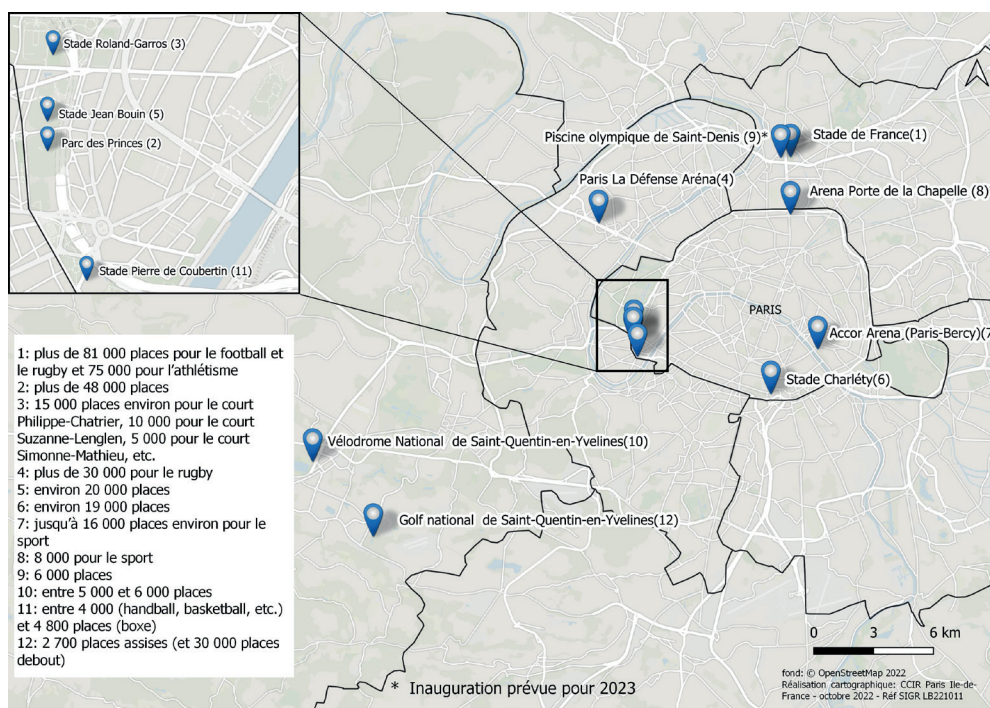 Stade Roland-Garros (3)
Stade Jean Bouin (5)
Parc des Princes (2)
Stade Pierre de Coubertin (11)
Piscine olympique de Saint-Denis (9)*
Stade de France(1)
Paris La Défense Aréna(4)
Arena Porte de la Chapelle (8)
PARIS
Accor Arena (Paris-Bercy)(7
Stade Charléty(6)
Vélodrome National de Saint-Quentin-en-Yvelines(10)
Golf national de Saint-Quentin-en-Yvelines(12)
1: plus de 81 000 places pour le football et
le rugby et 75 000 pour l'athlétisme
2: plus de 48 000 places
3: 15 000 places environ pour le court
Philippe-Chatrier, 10 000 pour le court
Suzanne-Lenglen, 5 000 pour le court
Simonne-Mathieu, etc.
4: plus de 30 000 pour le rugby
5: environ 20 000 places
6: environ 19 000 places
7: jusqu'à 16 000 places environ pour le
sport
8: 8 000 pour le sport
9: 6 000 places
10: entre 5 000 et 6 000 places
11: entre 4 000 (handball, basketball, etc.)
et 4 800 places (boxe)
12: 2 700 places assises (et 30 000 places
debout)
* Inauguration prévue pour 2023
0 3 6 km
fond: © OpenStreetMap 2022
Réalisation cartographique: CCIR Paris Ile-de-
France - octobre 2022 - Réf SIGR LB221011